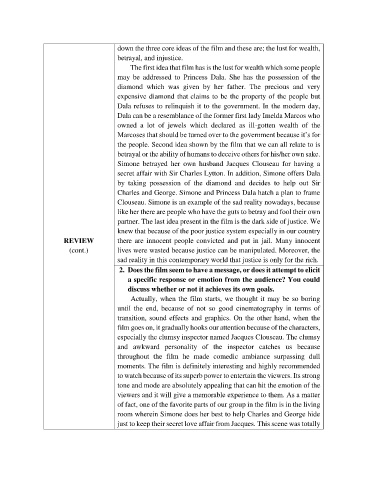 down the three core ideas of the film and these are; the lust for wealth,
betrayal, and injustice.
The first idea that film has is the lust for wealth which some people
may be addressed to Princess Dala. She has the possession of the
diamond which was given by her father. The precious and very
expensive diamond that claims to be the property of the people but
Dala refuses to relinquish it to the government. In the modern day,
Dala can be a resemblance of the former first lady Imelda Marcos who
owned a lot of jewels which declared as ill-gotten wealth of the
Marcoses that should be turned over to the government because it's for
the people. Second idea shown by the film that we can all relate to is
betrayal or the ability of humans to deceive others for his/her own sake.
Simone betrayed her own husband Jacques Clouseau for having a
secret affair with Sir Charles Lytton. In addition, Simone offers Dala
by taking possession of the diamond and decides to help out Sir
Charles and George. Simone and Princess Dala hatch a plan to frame
Clouseau. Simone is an example of the sad reality nowadays, because
like her there are people who have the guts to betray and fool their own
partner. The last idea present in the film is the dark side of justice. We
knew that because of the poor justice system especially in our country
there are innocent people convicted and put in jail. Many innocent
lives were wasted because justice can be manipulated. Moreover, the
sad reality in this contemporary world that justice is only for the rich.
REVIEW
(cont.)
2. Does the film seem to have a message, or does it attempt to elicit
a specific response or emotion from the audience? You could
discuss whether or not it achieves its own goals.
Actually, when the film starts, we thought it may be so boring
until the end, because of not so good cinematography in terms of
transition, sound effects and graphics. On the other hand, when the
film goes on, it gradually hooks our attention because of the characters,
especially the clumsy inspector named Jacques Clouseau. The clumsy
and awkward personality of the inspector catches us because
throughout the film he made comedic ambiance surpassing dull
moments. The film is definitely interesting and highly recommended
to watch because of its superb power to entertain the viewers. Its strong
tone and mode are absolutely appealing that can hit the emotion of the
viewers and it will give a memorable experience to them. As a matter
of fact, one of the favorite parts of our group in the film is in the living
room wherein Simone does her best to help Charles and George hide
just to keep their secret love affair from Jacques. This scene was totally